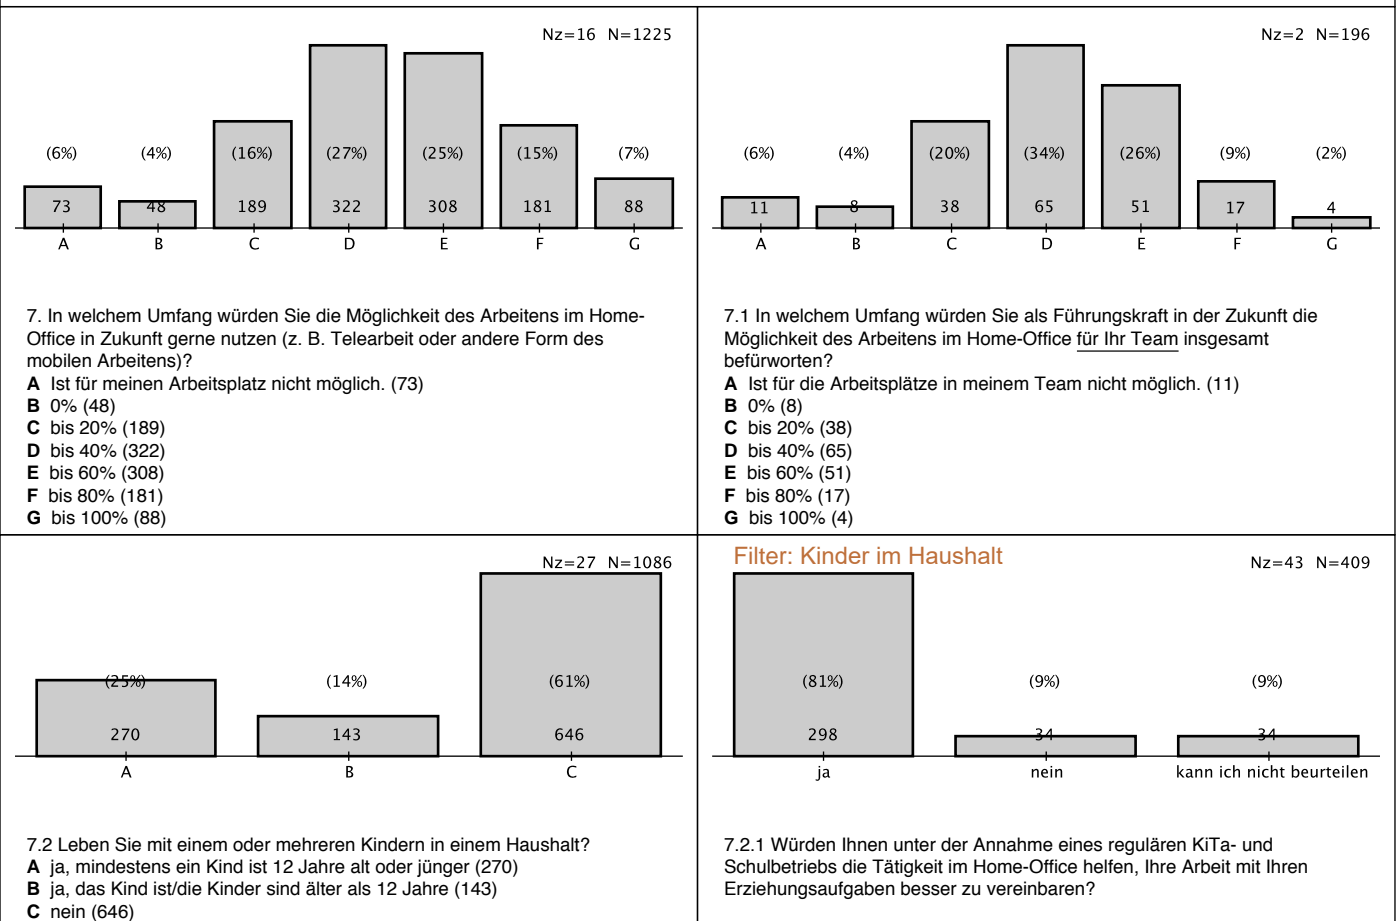 Nz=16 N=1225
(6%) (4%) (16%) (27%) (25%) (15%) (7%)
73 48 189 322 308 181 88
A B C D E F G
7. In welchem Umfang würden Sie die Möglichkeit des Arbeitens im Home-
Office in Zukunft gerne nutzen (z. B. Telearbeit oder andere Form des
mobilen Arbeitens)?
A Ist für meinen Arbeitsplatz nicht möglich. (73)
B 0% (48)
C bis 20% (189)
D bis 40% (322)
E bis 60% (308)
F bis 80% (181)
G bis 100% (88)
Nz=2 N=196
(6%) (4%) (20%) (34%) (26%) (9%) (2%)
11 8 38 65 51 17 4
A B C D E F G
7.1 In welchem Umfang würden Sie als Führungskraft in der Zukunft die
Möglichkeit des Arbeitens im Home-Office für Ihr Team insgesamt
befürworten?
A Ist für die Arbeitsplätze in meinem Team nicht möglich. (11)
B 0% (8)
C bis 20% (38)
D bis 40% (65)
E bis 60% (51)
F bis 80% (17)
G bis 100% (4)
Nz=27 N=1086
(25%) (14%) (61%)
270 143 646
A B C
7.2 Leben Sie mit einem oder mehreren Kindern in einem Haushalt?
A ja, mindestens ein Kind ist 12 Jahre alt oder jünger (270)
B ja, das Kind ist/die Kinder sind älter als 12 Jahre (143)
C nein (646)
Filter: Kinder im Haushalt
Nz=43 N=409
(81%) (9%) (9%)
298 34 34
ja nein kann ich nicht beurteilen
7.2.1 Würden Ihnen unter der Annahme eines regulären KiTa- und
Schulbetriebs die Tätigkeit im Home-Office helfen, Ihre Arbeit mit Ihren
Erziehungsaufgaben besser zu vereinbaren?